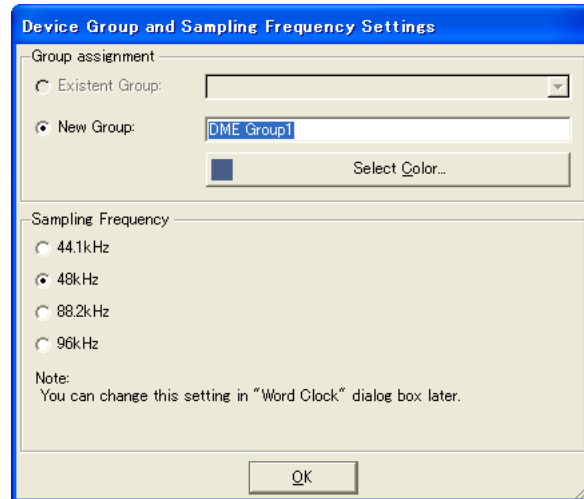 Device Group and Sampling Frequency Settings
Group assignment
Existent Group:
New Group:
DME Group1
Select Color...
Sampling Frequency
44.1kHz
48kHz
88.2kHz
96kHz
Note:
You can change this setting in "Word Clock" dialog box later.
OK